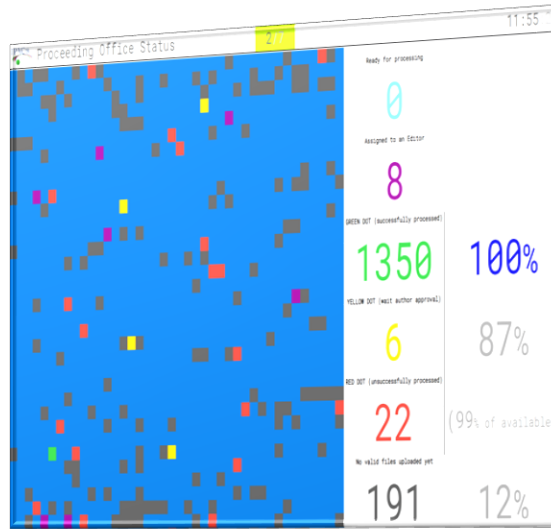 Proceeding Office Status
11:55
Ready for processing
0
Assigned to an Editor
8
GREEN DOT (successfully processed)
1350 100%
YELLOW DOT (wait author approval)
6 87%
RED DOT (unsuccessfully processed)
22 (99% of available
No valid files uploaded yet
191 12%